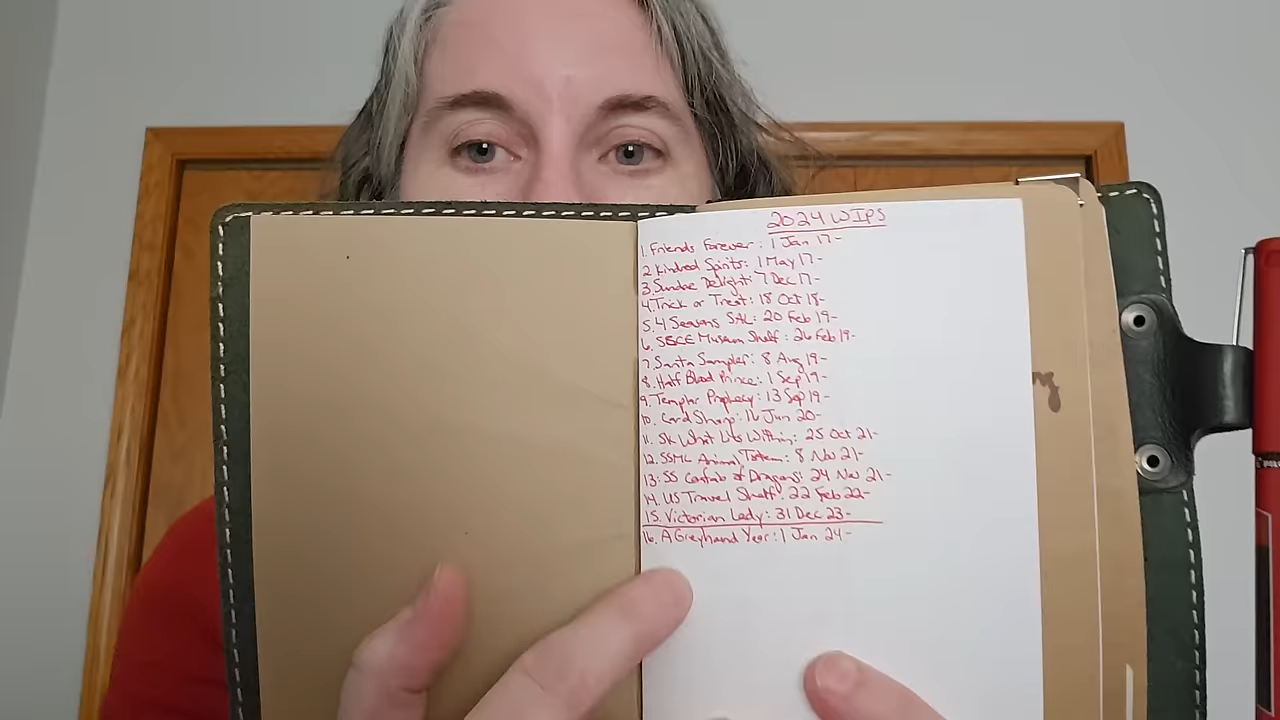 2024 WIPS
1. Friends Forever: 1 Jan 17-
2. Kindred Spirits: 1 May 17-
3. Sundae Delight: 7 Dec 17-
4. Trick or Treat: 18 Oct 18-
5. 4 Seasons SAL: 20 Feb 19-
6. SBCE Museum Shelf: 26 Feb 19-
7. Santa Sampler: 8 Aug 19-
8. Half Blood Prince: 1 Sep 19-
9. Templar Prophecy: 13 Sep 19-
10. Card Sharp: 16 Jun 20-
11. SK What Lies Within: 25 Oct 21-
12. SSML Animal Totem: 8 Nov 21-
13: SS of Dragons: 24 Nov 21-
14. US Travel Shelf: 22 Feb 22-
15. Victorian Lady: 31 Dec 23-
16. A Greyhand Year: 1 Jan 24-